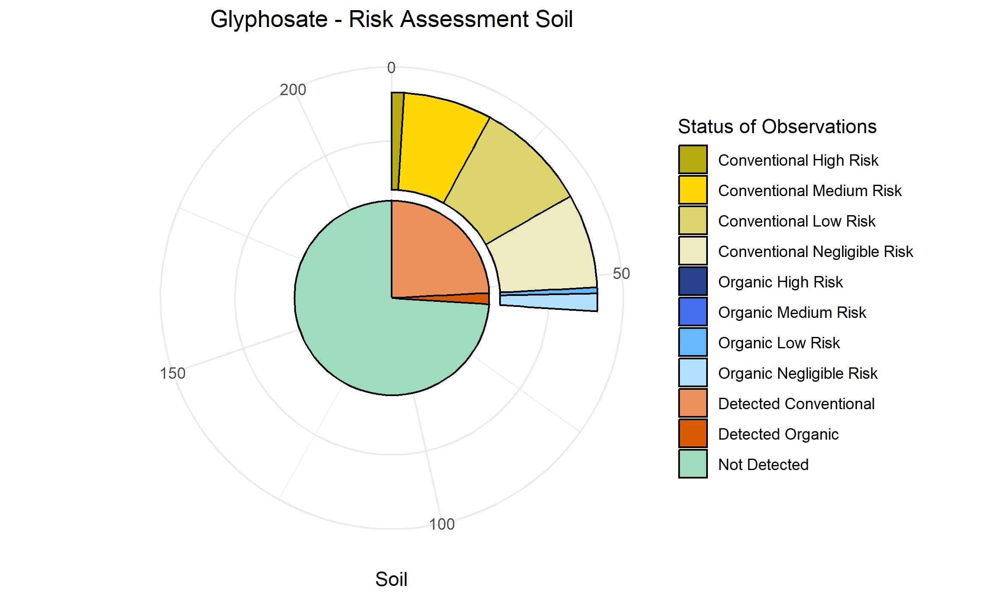 Glyphosate - Risk Assessment Soil
0
200
50
150
100
Soil
Status of Observations
Conventional High Risk
Conventional Medium Risk
Conventional Low Risk
Conventional Negligible Risk
Organic High Risk
Organic Medium Risk
Organic Low Risk
Organic Negligible Risk
Detected Conventional
Detected Organic
Not Detected